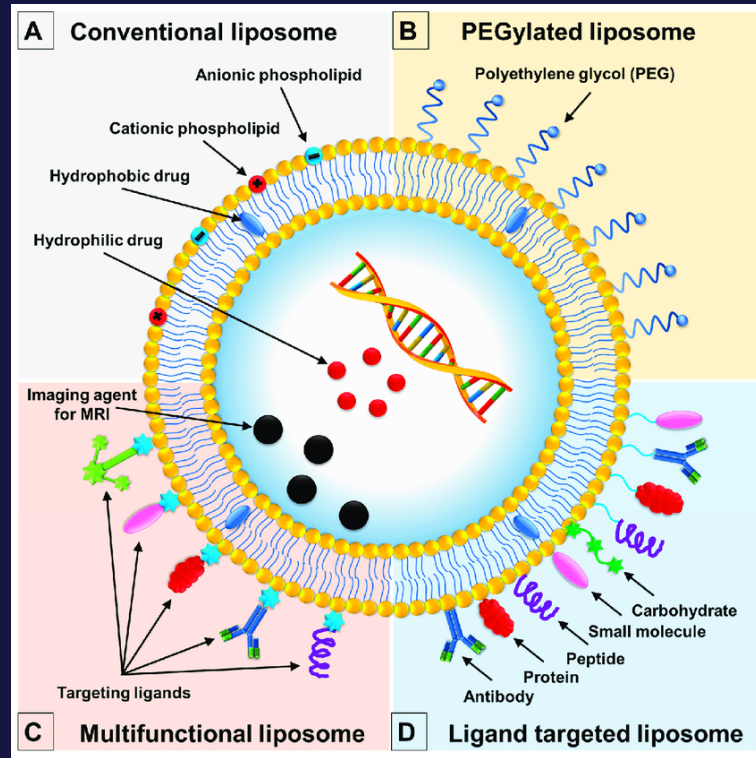 A
Conventional liposome
B
PEGylated liposome
Anionic phospholipid
Polyethylene glycol (PEG)
Cationic phospholipid
Hydrophobic drug
Hydrophilic drug
Imaging agent
for MRI
Carbohydrate
Small molecule
Peptide
Protein
Antibody
Targeting ligands
C
Multifunctional liposome
D
Ligand targeted liposome